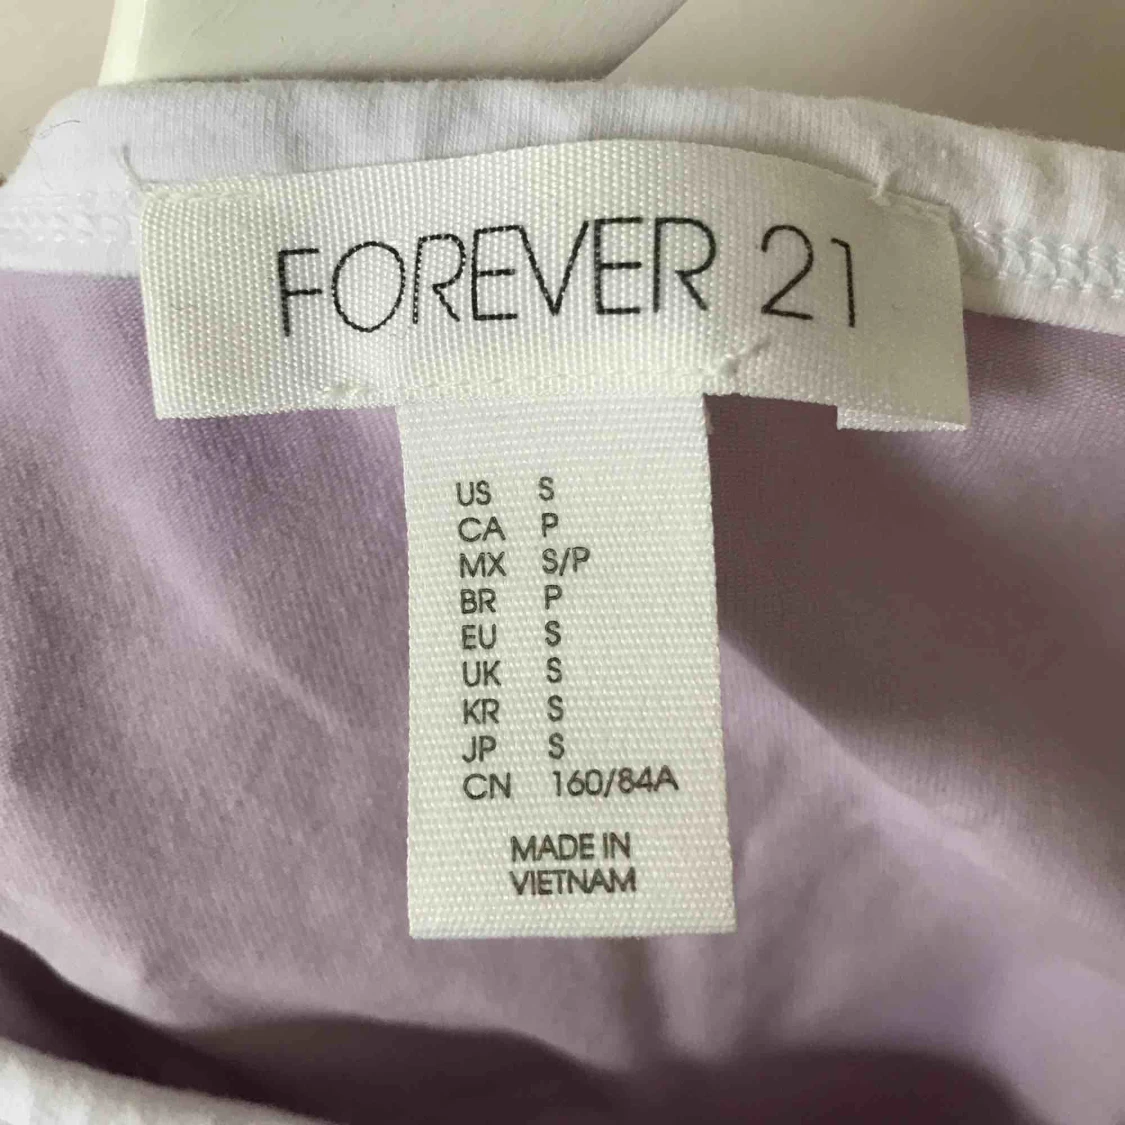 FOREVER 21
US S
CA P
MX S/P
BR P
EU S
UK S
KR S
JP S
CN 160/84A
MADE IN
VIETNAM